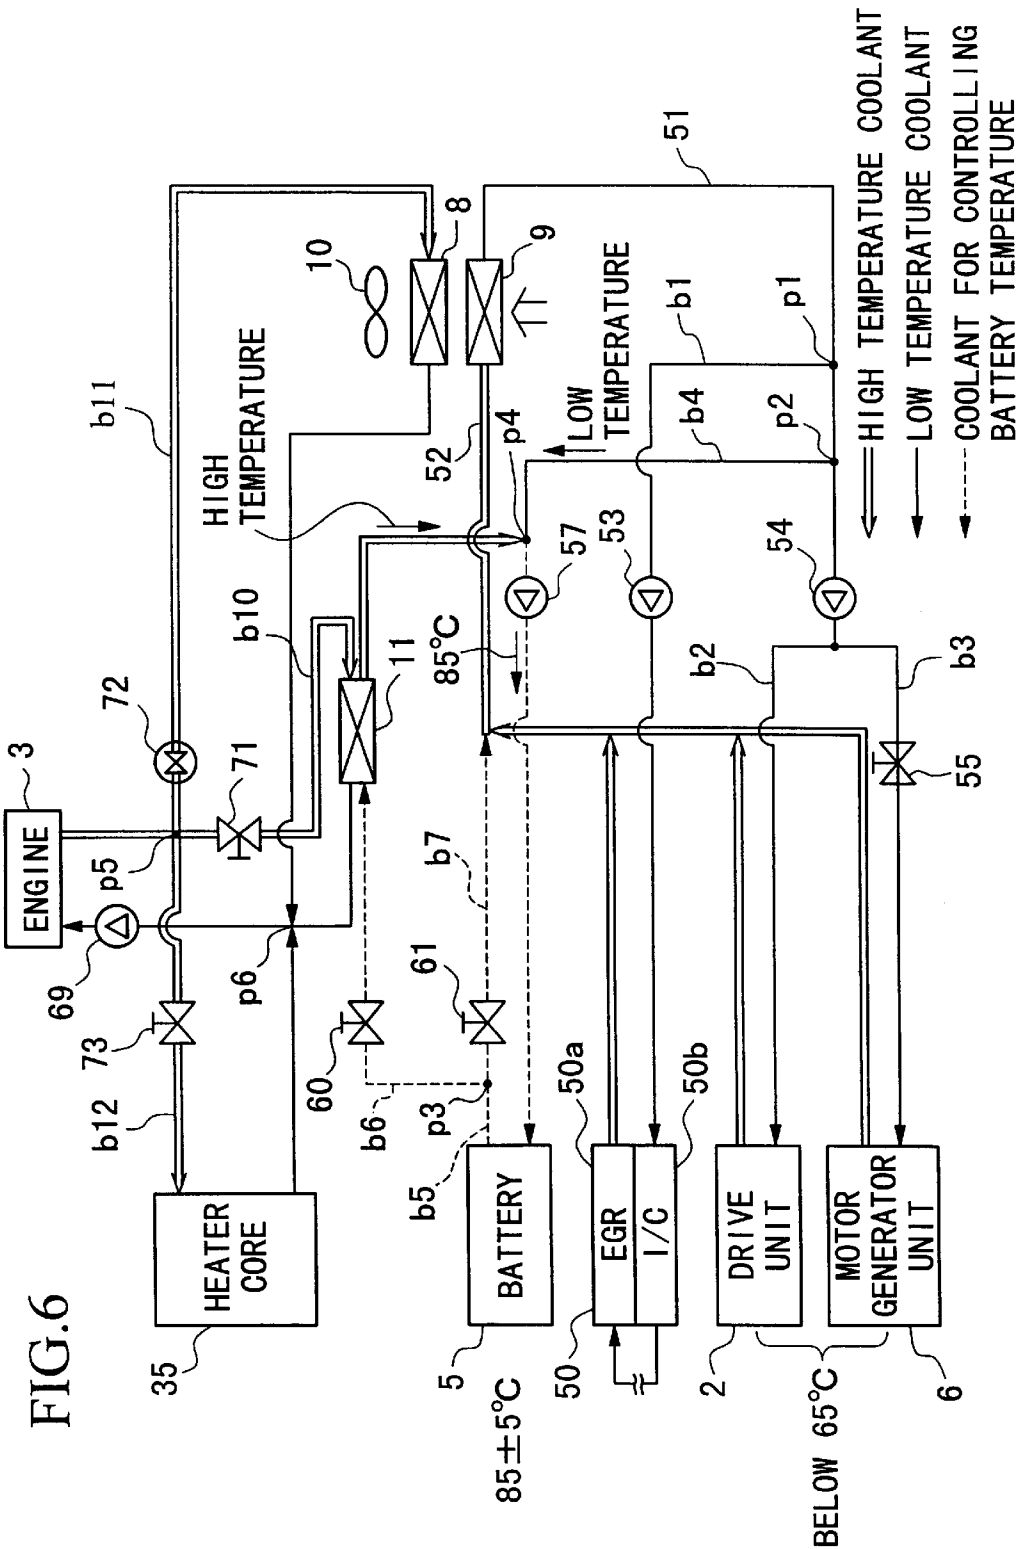 FIG.6
ENGINE
3
69
p5
72
b11
71
b10
HIGH
TEMPERATURE
10
8
9
73
b12
p6
11
52
p4
LOW
TEMPERATURE
51
HEATER
CORE
35
60
b6
61
b7
85°C
57
53
54
b1
b4
p1
p2
p3
b5
BATTERY
5
85±5°C
50a
50b
EGR
I/C
50
b2
b3
55
DRIVE
UNIT
2
MOTOR
GENERATOR
UNIT
6
BELOW 65°C
HIGH TEMPERATURE COOLANT
LOW TEMPERATURE COOLANT
COOLANT FOR CONTROLLING
BATTERY TEMPERATURE